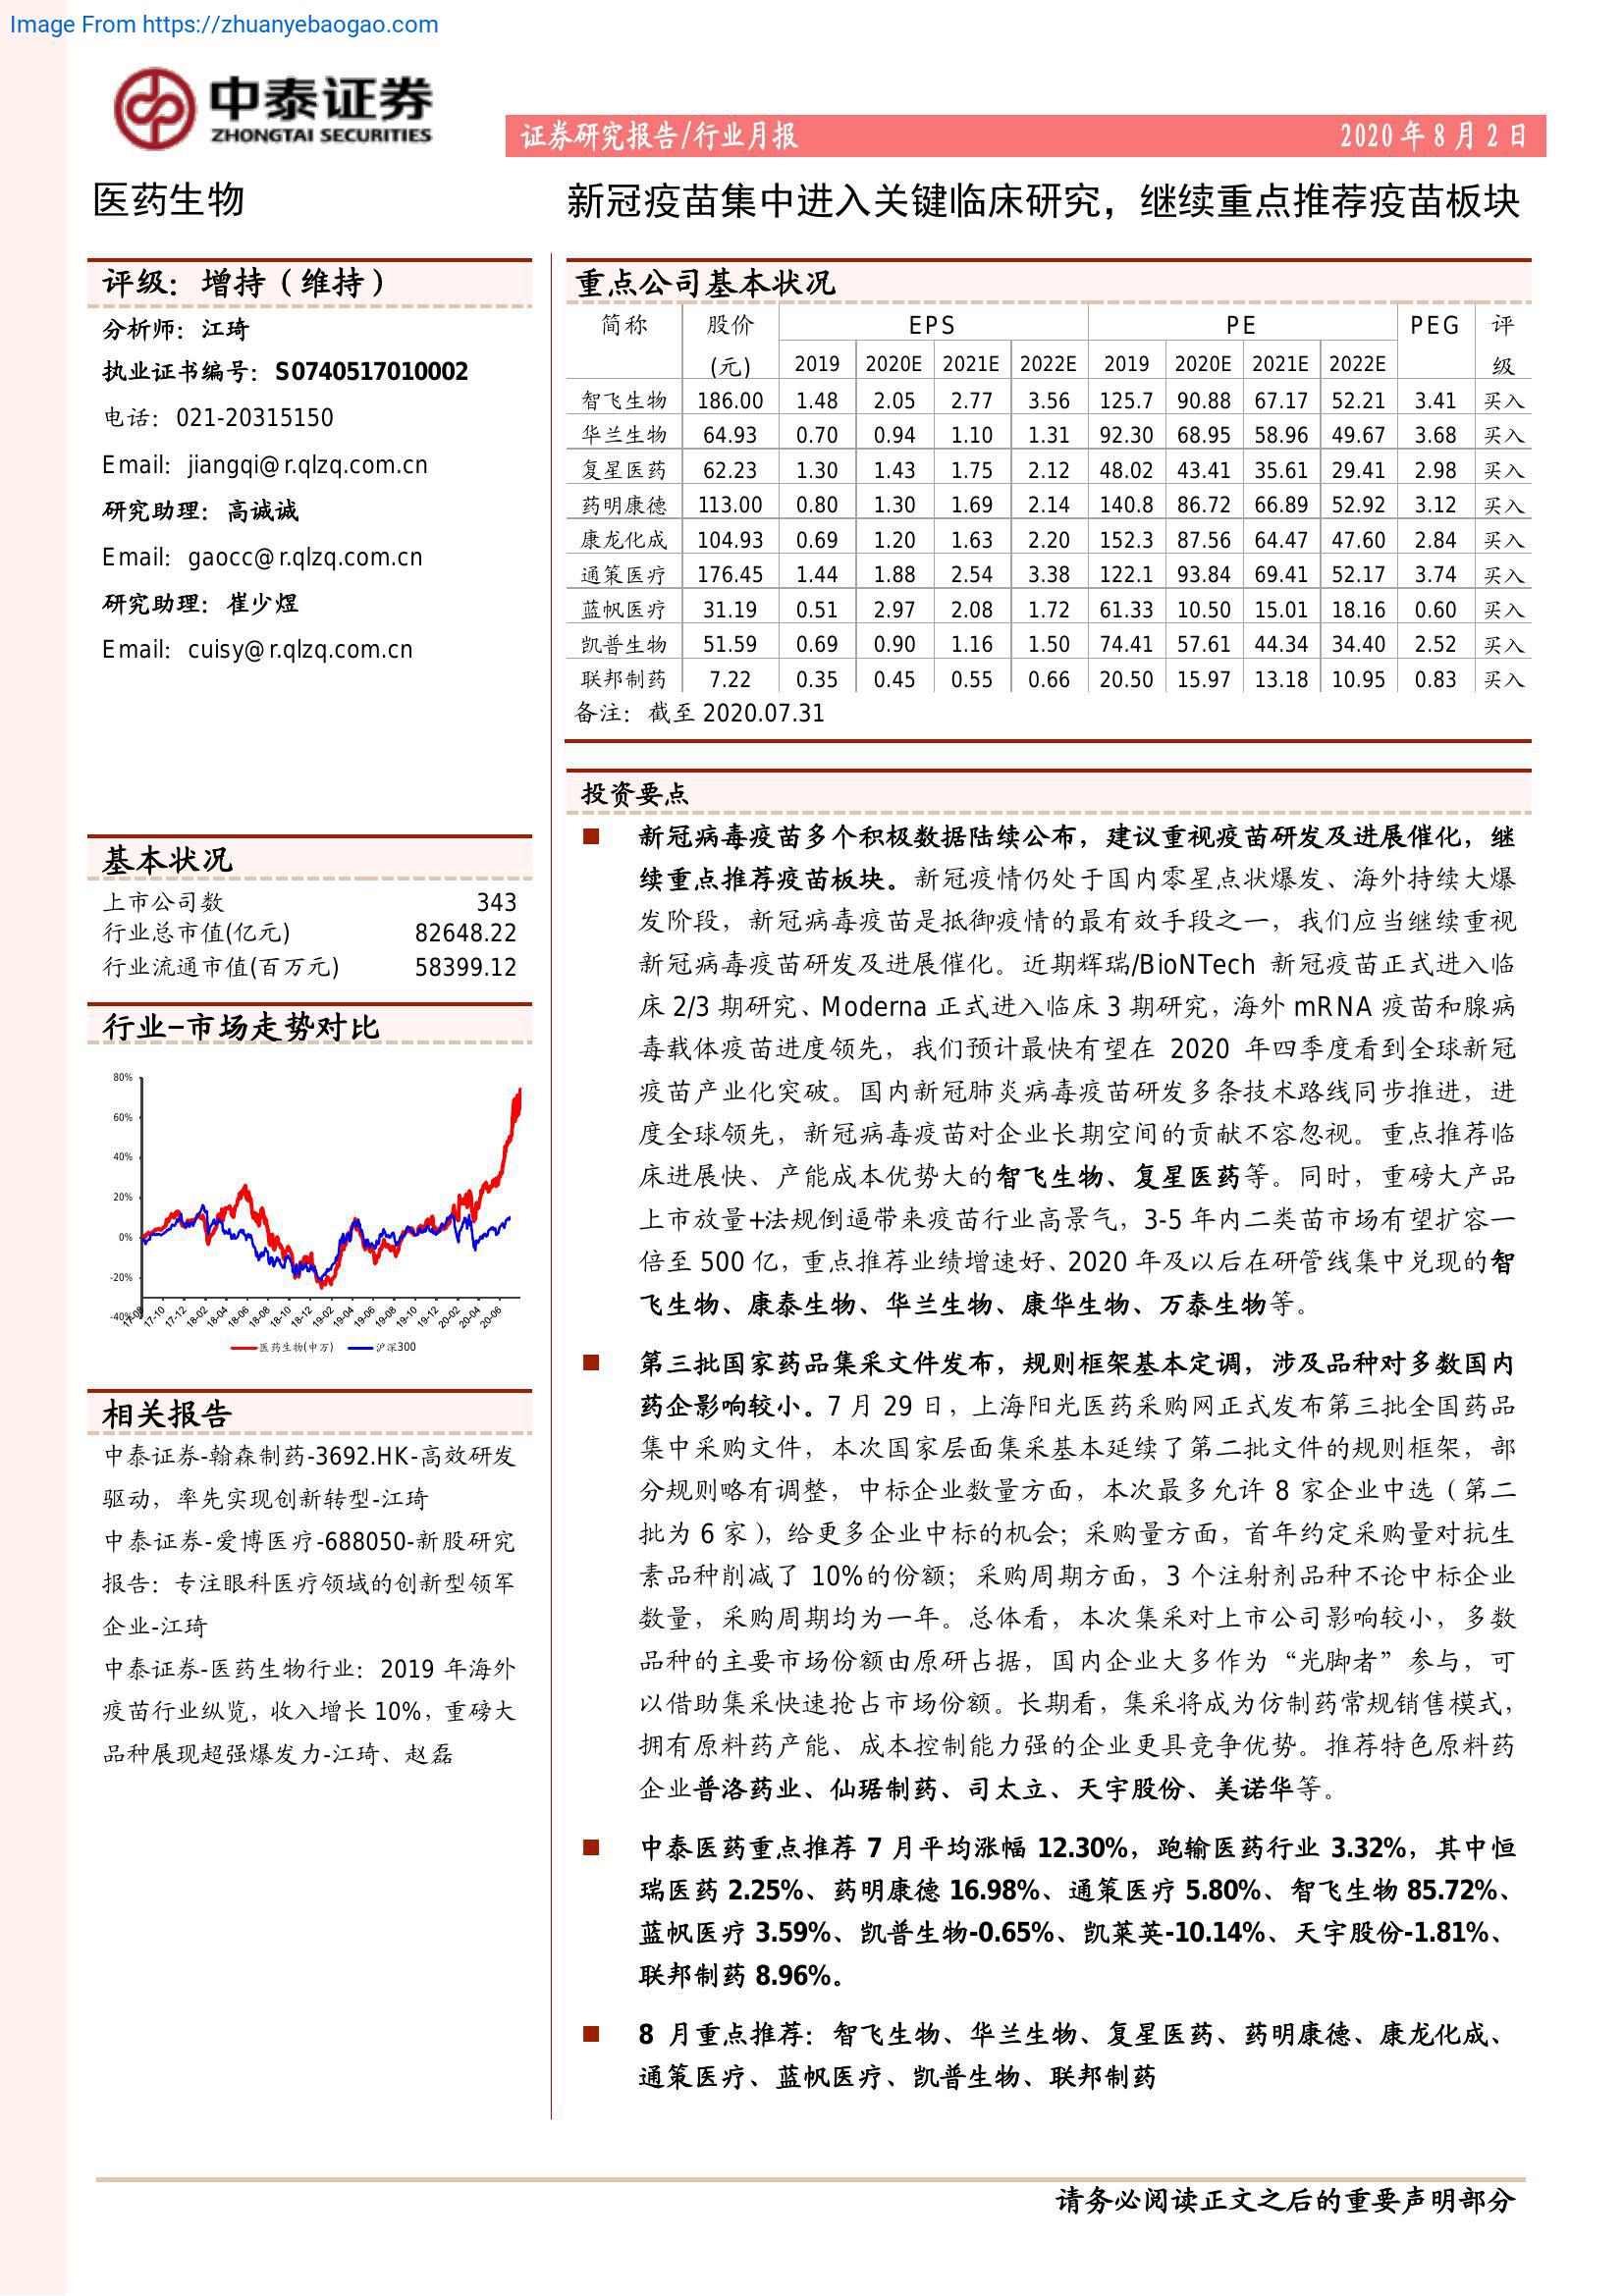 Image From https://zhuanyebaogao.com
中泰证券
ZHONGTAI SECURITIES
证券研究报告/行业月报 2020年8月2日
医药生物
新冠疫苗集中进入关键临床研究，继续重点推荐疫苗板块
评级：增持（维持）
分析师：江琦
执业证书编号：S0740517010002
电话：021-20315150
Email：jiangqi@r.qlzq.com.cn
研究助理：高诚诚
Email：gaocc@r.qlzq.com.cn
研究助理：崔少煜
Email：cuisy@r.qlzq.com.cn
基本状况
上市公司数 343
行业总市值(亿元) 82648.22
行业流通市值(百万元) 58399.12
行业-市场走势对比
80%
60%
40%
20%
0%
-20%
-40%
17-08 17-10 17-12 18-02 18-04 18-06 18-08 18-10 18-12 19-02 19-04 19-06 19-08 19-10 19-12 20-02 20-04 20-06
医药生物(申万) 沪深300
相关报告
中泰证券-翰森制药-3692.HK-高效研发
驱动，率先实现创新转型-江琦
中泰证券-爱博医疗-688050-新股研究
报告：专注眼科医疗领域的创新型领军
企业-江琦
中泰证券-医药生物行业：2019 年海外
疫苗行业纵览，收入增长 10%，重磅大
品种展现超强爆发力-江琦、赵磊
重点公司基本状况
简称 股价 EPS PE PEG 评
(元) 2019 2020E 2021E 2022E 2019 2020E 2021E 2022E 级
智飞生物 186.00 1.48 2.05 2.77 3.56 125.7 90.88 67.17 52.21 3.41 买入
华兰生物 64.93 0.70 0.94 1.10 1.31 92.30 68.95 58.96 49.67 3.68 买入
复星医药 62.23 1.30 1.43 1.75 2.12 48.02 43.41 35.61 29.41 2.98 买入
药明康德 113.00 0.80 1.30 1.69 2.14 140.8 86.72 66.89 52.92 3.12 买入
康龙化成 104.93 0.69 1.20 1.63 2.20 152.3 87.56 64.47 47.60 2.84 买入
通策医疗 176.45 1.44 1.88 2.54 3.38 122.1 93.84 69.41 52.17 3.74 买入
蓝帆医疗 31.19 0.51 2.97 2.08 1.72 61.33 10.50 15.01 18.16 0.60 买入
凯普生物 51.59 0.69 0.90 1.16 1.50 74.41 57.61 44.34 34.40 2.52 买入
联邦制药 7.22 0.35 0.45 0.55 0.66 20.50 15.97 13.18 10.95 0.83 买入
备注：截至 2020.07.31
投资要点
新冠病毒疫苗多个积极数据陆续公布，建议重视疫苗研发及进展催化，继
续重点推荐疫苗板块。新冠疫情仍处于国内零星点状爆发、海外持续大爆
发阶段，新冠病毒疫苗是抵御疫情的最有效手段之一，我们应当继续重视
新冠病毒疫苗研发及进展催化。近期辉瑞/BioNTech 新冠疫苗正式进入临
床 2/3 期研究、Moderna 正式进入临床 3 期研究，海外 mRNA 疫苗和腺病
毒载体疫苗进度领先，我们预计最快有望在 2020 年四季度看到全球新冠
疫苗产业化突破。国内新冠肺炎病毒疫苗研发多条技术路线同步推进，进
度全球领先，新冠病毒疫苗对企业长期空间的贡献不容忽视。重点推荐临
床进展快、产能成本优势大的智飞生物、复星医药等。同时，重磅大产品
上市放量+法规倒逼带来疫苗行业高景气，3-5 年内二类苗市场有望扩容一
倍至 500 亿，重点推荐业绩增速好、2020 年及以后在研管线集中兑现的智
飞生物、康泰生物、华兰生物、康华生物、万泰生物等。
第三批国家药品集采文件发布，规则框架基本定调，涉及品种对多数国内
药企影响较小。7 月 29 日，上海阳光医药采购网正式发布第三批全国药品
集中采购文件，本次国家层面集采基本延续了第二批文件的规则框架，部
分规则略有调整，中标企业数量方面，本次最多允许 8 家企业中选（第二
批为 6 家），给更多企业中标的机会；采购量方面，首年约定采购量对抗生
素品种削减了 10%的份额；采购周期方面，3 个注射剂品种不论中标企业
数量，采购周期均为一年。总体看，本次集采对上市公司影响较小，多数
品种的主要市场份额由原研占据，国内企业大多作为“光脚者”参与，可
以借助集采快速抢占市场份额。长期看，集采将成为仿制药常规销售模式，
拥有原料药产能、成本控制能力强的企业更具竞争优势。推荐特色原料药
企业普洛药业、仙琚制药、司太立、天宇股份、美诺华等。
中泰医药重点推荐 7 月平均涨幅 12.30%，跑输医药行业 3.32%，其中恒
瑞医药 2.25%、药明康德 16.98%、通策医疗 5.80%、智飞生物 85.72%、
蓝帆医疗 3.59%、凯普生物-0.65%、凯莱英-10.14%、天宇股份-1.81%、
联邦制药 8.96%。
8 月重点推荐：智飞生物、华兰生物、复星医药、药明康德、康龙化成、
通策医疗、蓝帆医疗、凯普生物、联邦制药
请务必阅读正文之后的重要声明部分